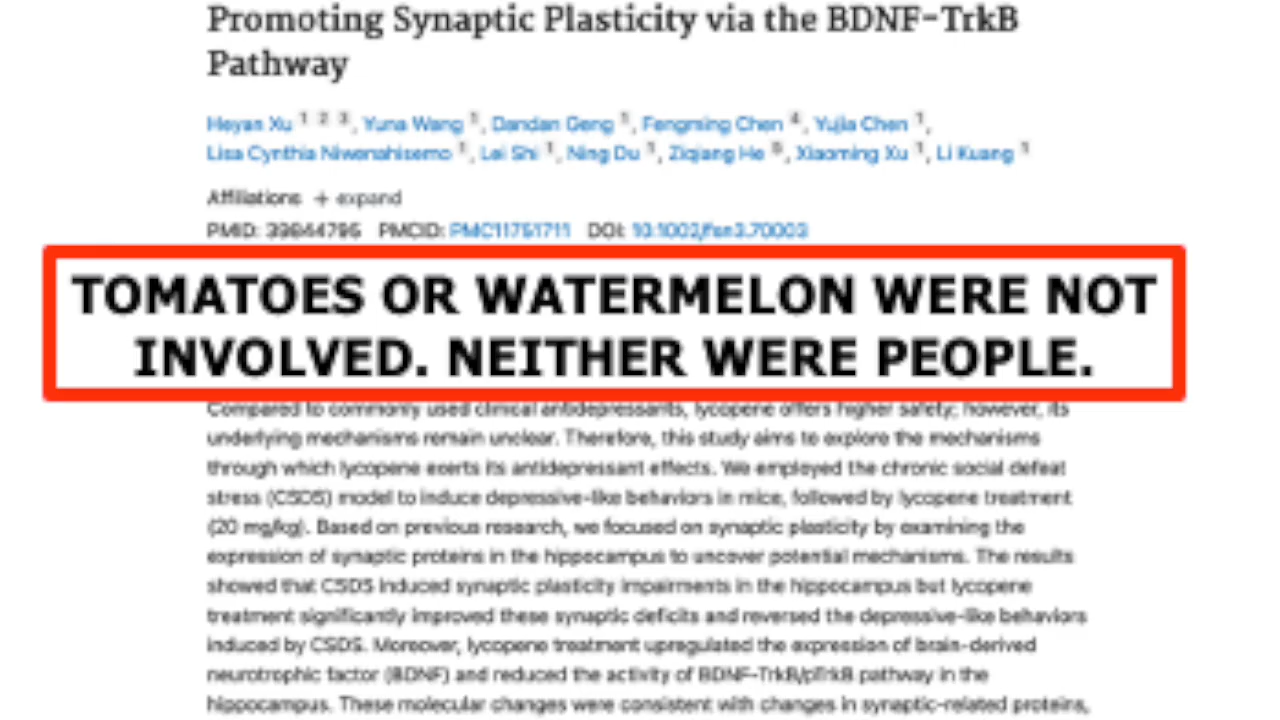 Promoting Synaptic Plasticity via the BDNF-TrkB
Pathway
Heyan Xu 1 2 3, Yuna Wang 1, Dandan Geng 1, Fengming Chen 4, Yujia Chen 1,
Lisa Cynthia Niwenahisemo 1, Lei Shi 1, Ning Du 1, Ziqiang He 5, Xiaoming Xu 1, Li Kuang 1
Affiliations + expand
PMID: 39844795 PMCID: PMC11751711 DOI: 10.1002/fsn3.70003
TOMATOES OR WATERMELON WERE NOT
INVOLVED. NEITHER WERE PEOPLE.
Compared to commonly used clinical antidepressants, lycopene offers higher safety; however, its
underlying mechanisms remain unclear. Therefore, this study aims to explore the mechanisms
through which lycopene exerts its antidepressant effects. We employed the chronic social defeat
stress (CSDS) model to induce depressive-like behaviors in mice, followed by lycopene treatment
(20 mg/kg). Based on previous research, we focused on synaptic plasticity by examining the
expression of synaptic proteins in the hippocampus to uncover potential mechanisms. The results
showed that CSDS induced synaptic plasticity impairments in the hippocampus but lycopene
treatment significantly improved these synaptic deficits and reversed the depressive-like behaviors
induced by CSDS. Moreover, lycopene treatment upregulated the expression of brain-derived
neurotrophic factor (BDNF) and reduced the activity of BDNF-TrkB/pTrkB pathway in the
hippocampus. These molecular changes were consistent with changes in synaptic-related proteins,